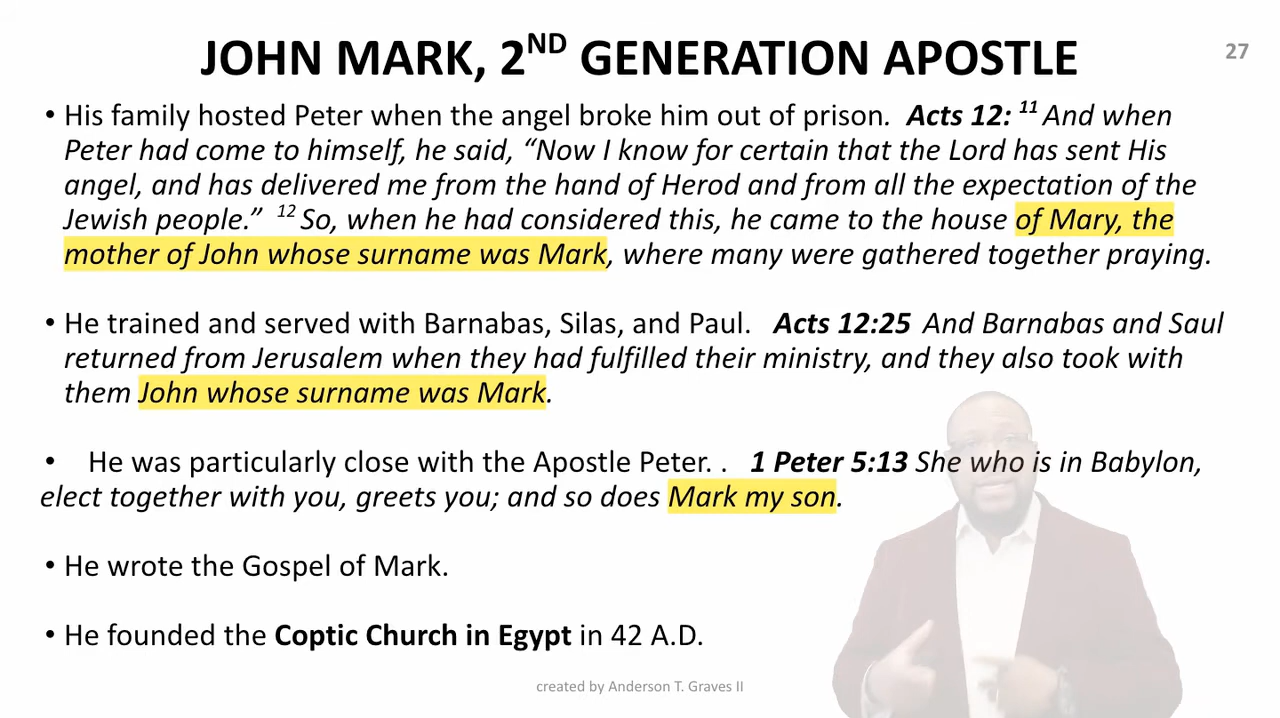 JOHN MARK, 2ND GENERATION APOSTLE
27
• His family hosted Peter when the angel broke him out of prison. Acts 12: 11 And when
Peter had come to himself, he said, “Now I know for certain that the Lord has sent His
angel, and has delivered me from the hand of Herod and from all the expectation of the
Jewish people.” 12 So, when he had considered this, he came to the house of Mary, the
mother of John whose surname was Mark, where many were gathered together praying.
• He trained and served with Barnabas, Silas, and Paul. Acts 12:25 And Barnabas and Saul
returned from Jerusalem when they had fulfilled their ministry, and they also took with
them John whose surname was Mark.
• He was particularly close with the Apostle Peter. . 1 Peter 5:13 She who is in Babylon,
elect together with you, greets you; and so does Mark my son.
• He wrote the Gospel of Mark.
• He founded the Coptic Church in Egypt in 42 A.D.
created by Anderson T. Graves II